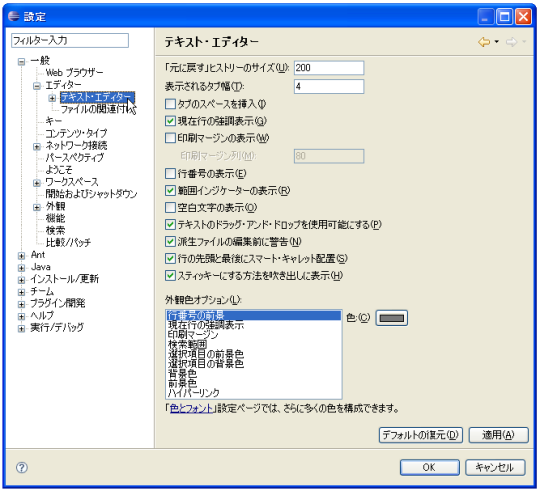 設定
フィルター入力
一般
Web ブラウザー
エディター
テキスト・エディター
ファイルの関連付け
キー
コンテンツ・タイプ
ネットワーク接続
パースペクティブ
ようこそ
ワークスペース
開始およびシャットダウン
外観
機能
検索
比較/パッチ
Ant
Java
インストール/更新
チーム
プラグイン開発
ヘルプ
実行/デバッグ
テキスト・エディター
「元に戻す」ヒストリーのサイズ(U): 200
表示されるタブ幅(T): 4
タブのスペースを挿入(I)
現在行の強調表示(G)
印刷マージンの表示(W)
印刷マージン列(M): 80
行番号の表示(E)
範囲インジケーターの表示(R)
空白文字の表示(O)
テキストのドラッグ・アンド・ドロップを使用可能にする(P)
派生ファイルの編集前に警告(N)
行の先頭と最後にスマート・キャレット配置(S)
スティッキーにする方法を吹き出しに表示(H)
外観色オプション(L):
行番号の前景
現在行の強調表示
印刷マージン
検索範囲
選択項目の前景色
選択項目の背景色
背景色
前景色
ハイパーリンク
色:(C)
「色とフォント」設定ページでは、さらに多くの色を構成できます。
デフォルトの復元(D) 適用(A)
OK キャンセル